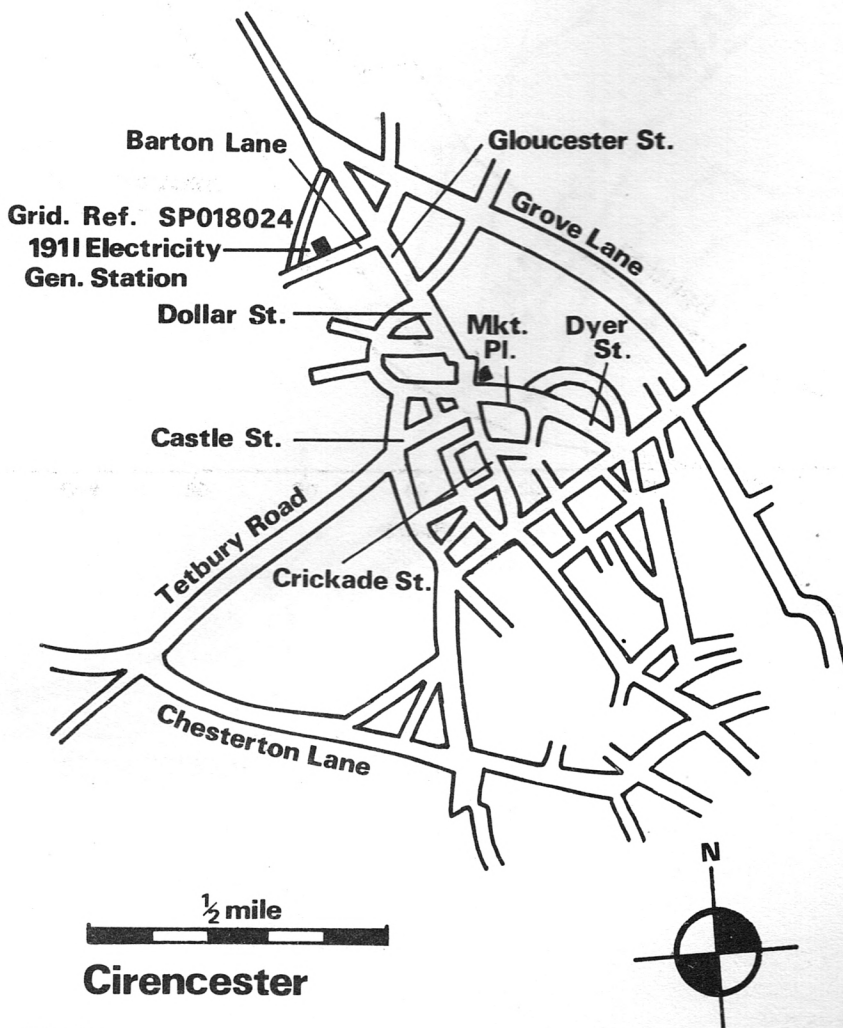 Barton Lane
Gloucester St.
Grid. Ref. SP018024
1911 Electricity
Gen. Station
Grove Lane
Dollar St.
Mkt.
Pl.
Dyer
St.
Castle St.
Tetbury Road
Crickade St.
Chesterton Lane
N
½ mile
Cirencester